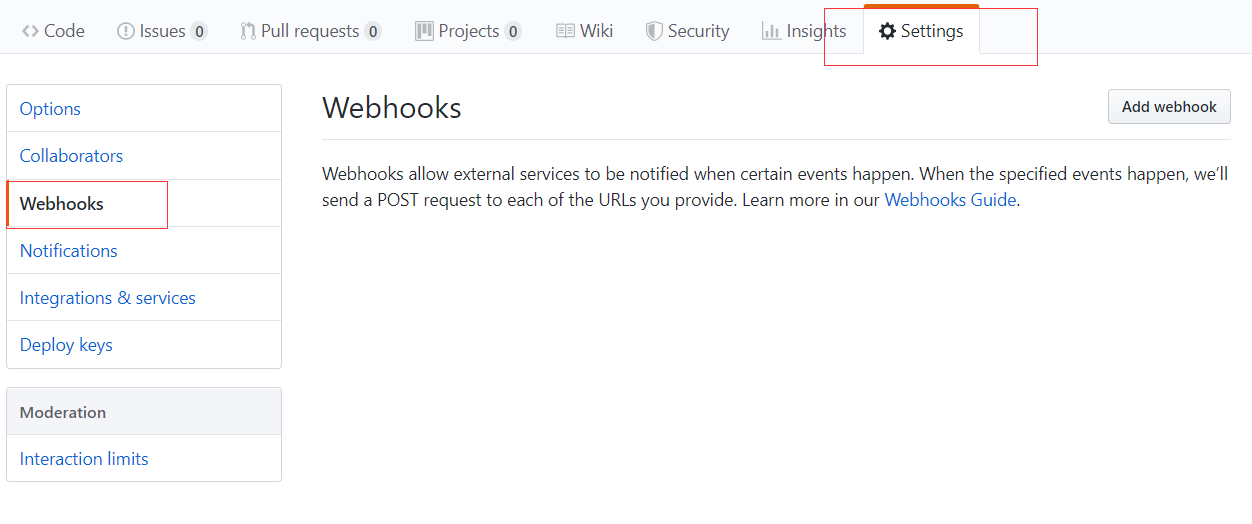 Code Issues 0 Pull requests 0 Projects 0 Wiki Security Insights Settings
Options
Collaborators
Webhooks
Notifications
Integrations & services
Deploy keys
Moderation
Interaction limits
Webhooks
Add webhook
Webhooks allow external services to be notified when certain events happen. When the specified events happen, we’ll
send a POST request to each of the URLs you provide. Learn more in our Webhooks Guide.